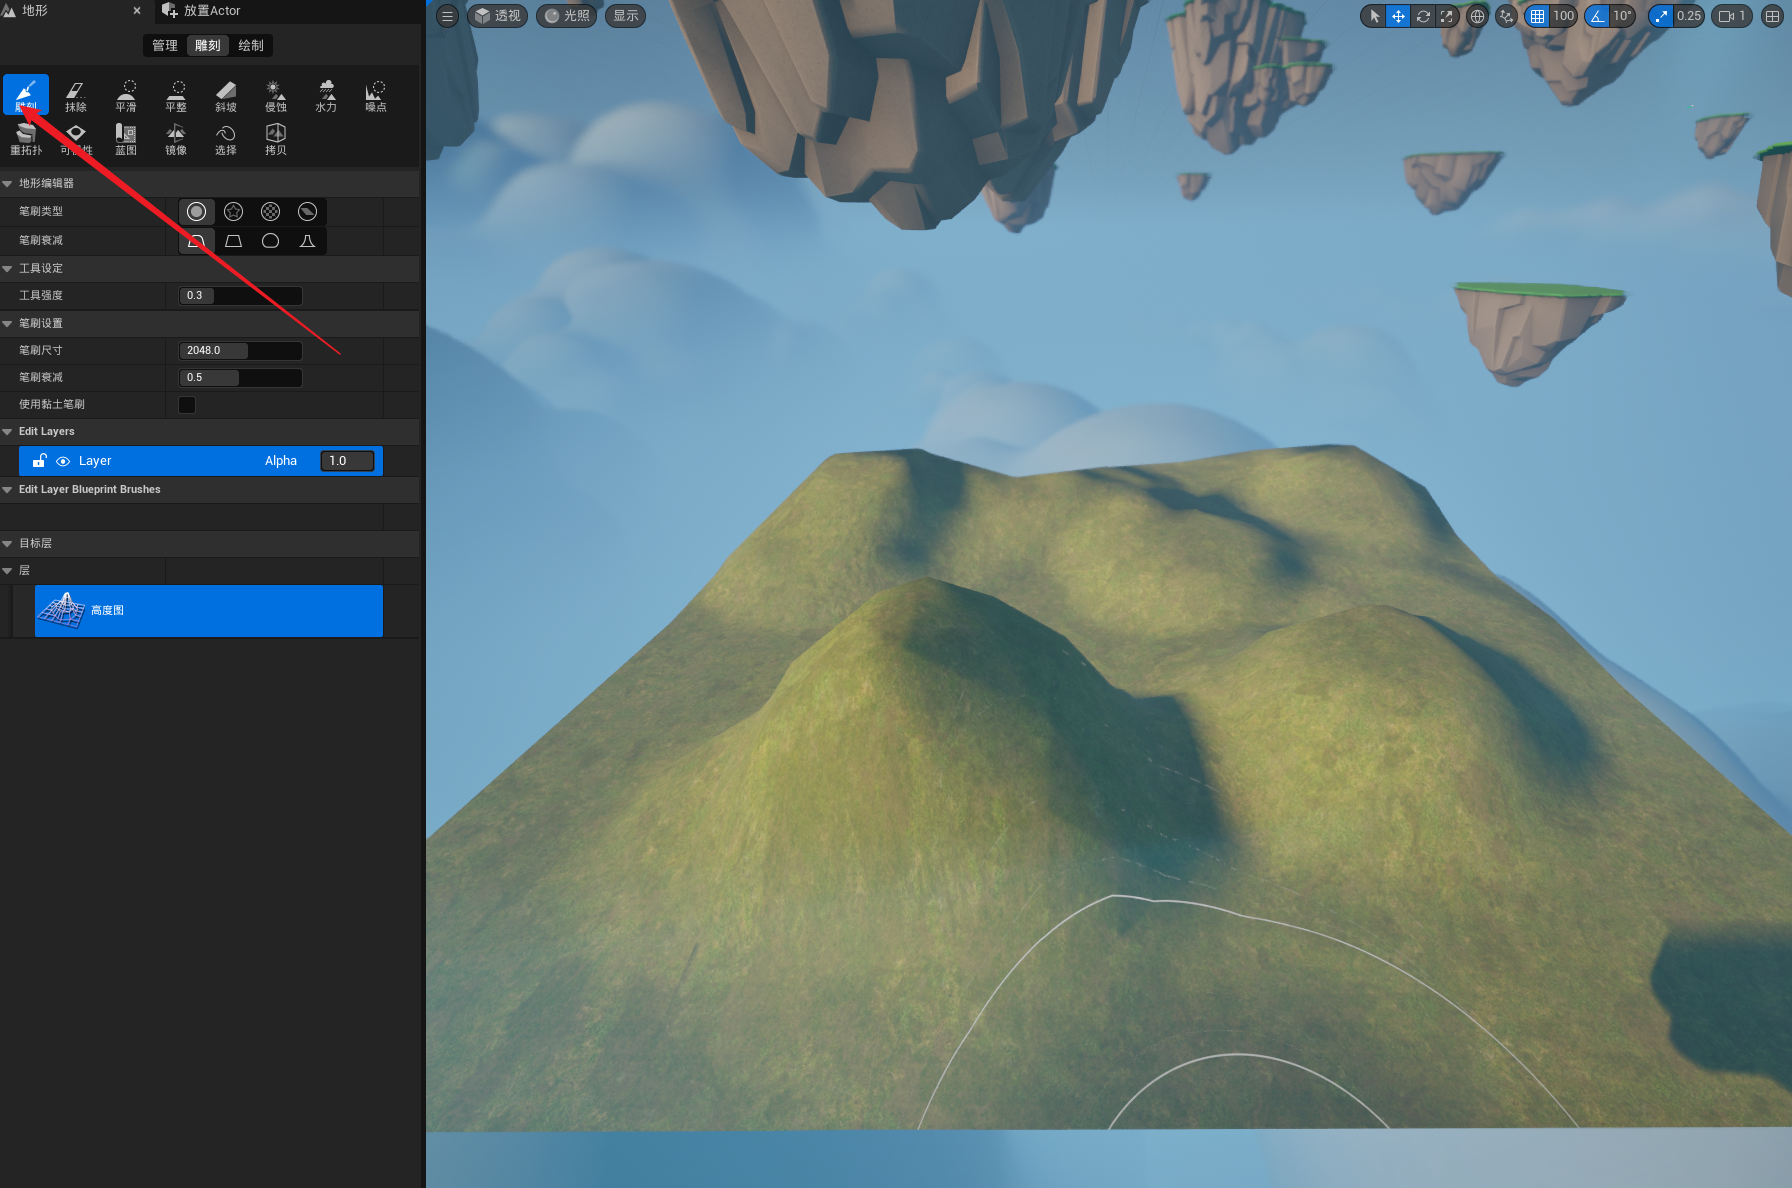 地形
放置Actor
管理 雕刻 绘制
雕刻 抹除 平滑 平整 斜坡 侵蚀 水力 噪点
重拓扑 可视性 蓝图 镜像 选择 拷贝
地形编辑器
笔刷类型
笔刷衰减
工具设定
工具强度 0.3
笔刷设置
笔刷尺寸 2048.0
笔刷衰减 0.5
使用黏土笔刷
Edit Layers
Layer Alpha 1.0
Edit Layer Blueprint Brushes
目标层
层
高度图
透视 光照 显示
100 10° 0.25 1